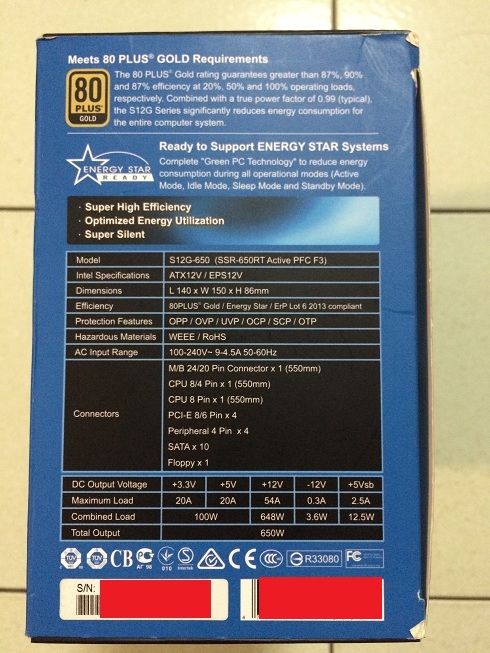 Meets 80 PLUS® GOLD Requirements
80
PLUS®
GOLD
The 80 PLUS® Gold rating guarantees greater than 87%, 90%
and 87% efficiency at 20%, 50% and 100% operating loads,
respectively. Combined with a true power factor of 0.99 (typical),
the S12G Series significantly reduces energy consumption for
the entire computer system.
Ready to Support ENERGY STAR Systems
ENERGY STAR
READY
Complete "Green PC Technology" to reduce energy
consumption during all operational modes (Active
Mode, Idle Mode, Sleep Mode and Standby Mode).
· Super High Efficiency
· Optimized Energy Utilization
· Super Silent
Model S12G-650 (SSR-650RT Active PFC F3)
Intel Specifications ATX12V / EPS12V
Dimensions L 140 x W 150 x H 86mm
Efficiency 80PLUS® Gold / Energy Star / ErP Lot 6 2013 compliant
Protection Features OPP / OVP / UVP / OCP / SCP / OTP
Hazardous Materials WEEE / RoHS
AC Input Range 100-240V~ 9-4.5A 50-60Hz
Connectors
M/B 24/20 Pin Connector x 1 (550mm)
CPU 8/4 Pin x 1 (550mm)
CPU 8 Pin x 1 (550mm)
PCI-E 8/6 Pin x 4
Peripheral 4 Pin x 4
SATA x 10
Floppy x 1
DC Output Voltage +3.3V +5V +12V -12V +5Vsb
Maximum Load 20A 20A 54A 0.3A 2.5A
Combined Load 100W 648W 3.6W 12.5W
Total Output 650W
TÜV TÜV CB AГ 98 010 S Intertek CE CCC R33080 FC
S/N:
4